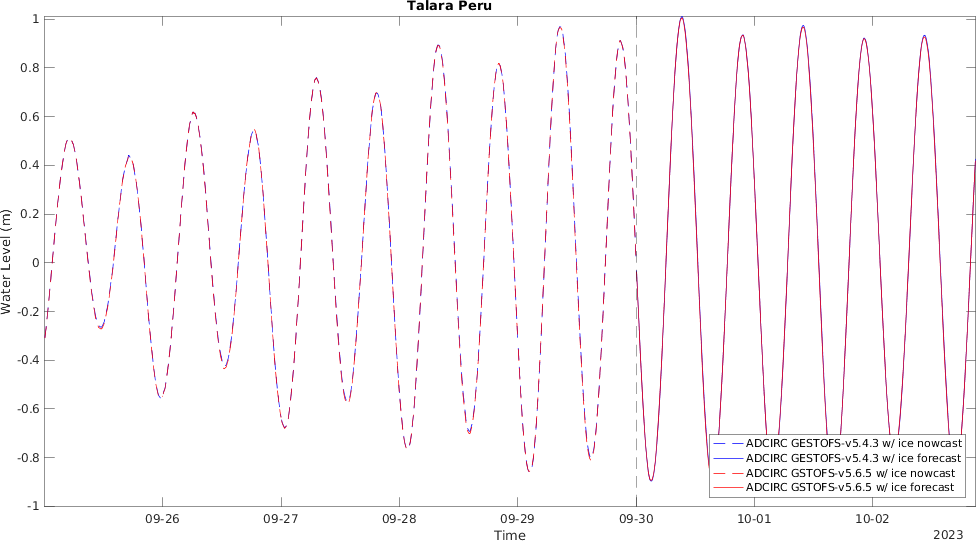 Talara Peru
1
0.8
0.6
0.4
0.2
0
-0.2
-0.4
-0.6
-0.8
-1
Water Level (m)
ADCIRC GESTOFS-v5.4.3 w/ ice nowcast
ADCIRC GESTOFS-v5.4.3 w/ ice forecast
ADCIRC GSTOFS-v5.6.5 w/ ice nowcast
ADCIRC GSTOFS-v5.6.5 w/ ice forecast
09-26 09-27 09-28 09-29 09-30 10-01 10-02
Time
2023